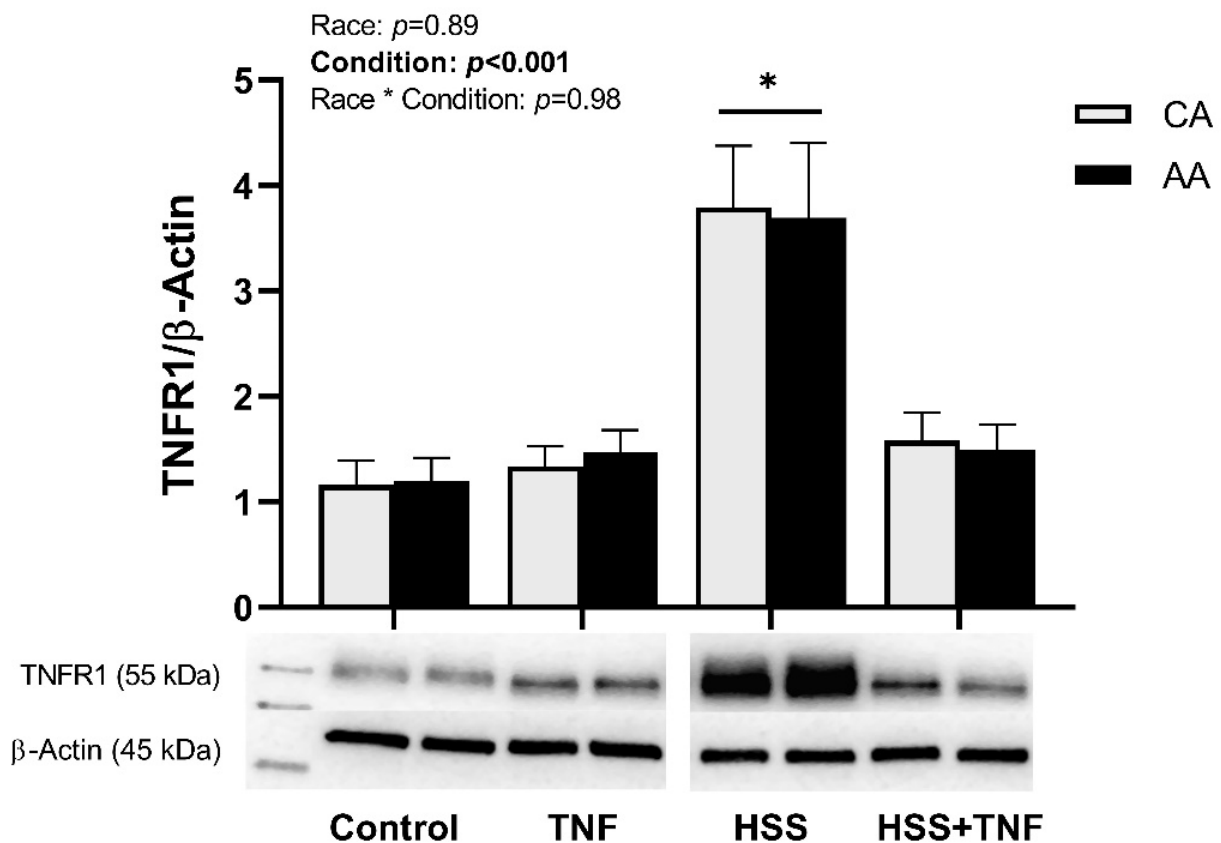 Race: p=0.89
Condition: p<0.001
Race * Condition: p=0.98
*
CA
AA
TNFR1/β-Actin
5
4
3
2
1
0
TNFR1 (55 kDa)
β-Actin (45 kDa)
Control TNF HSS HSS+TNF